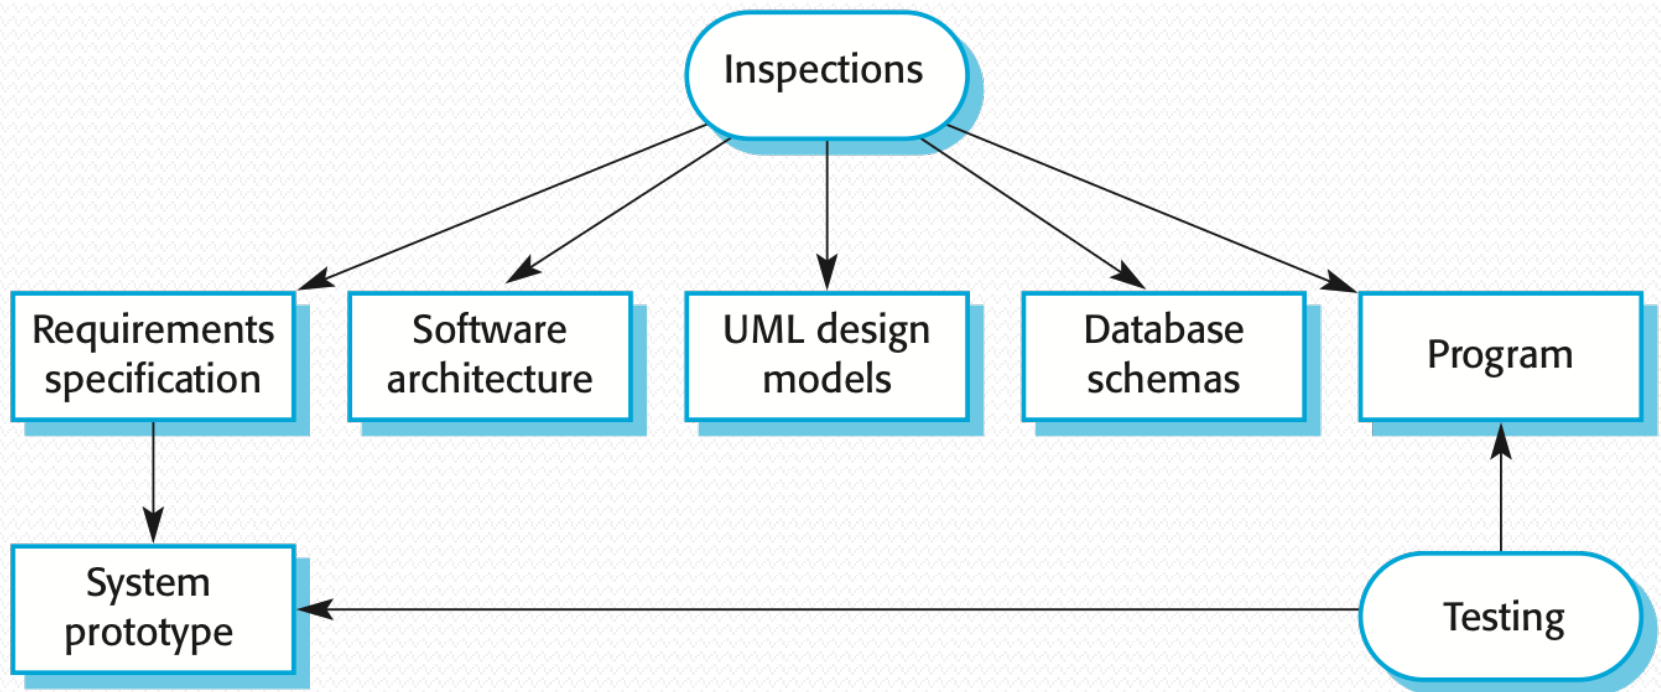 Inspections
Requirements
specification
Software
architecture
UML design
models
Database
schemas
Program
System
prototype
Testing